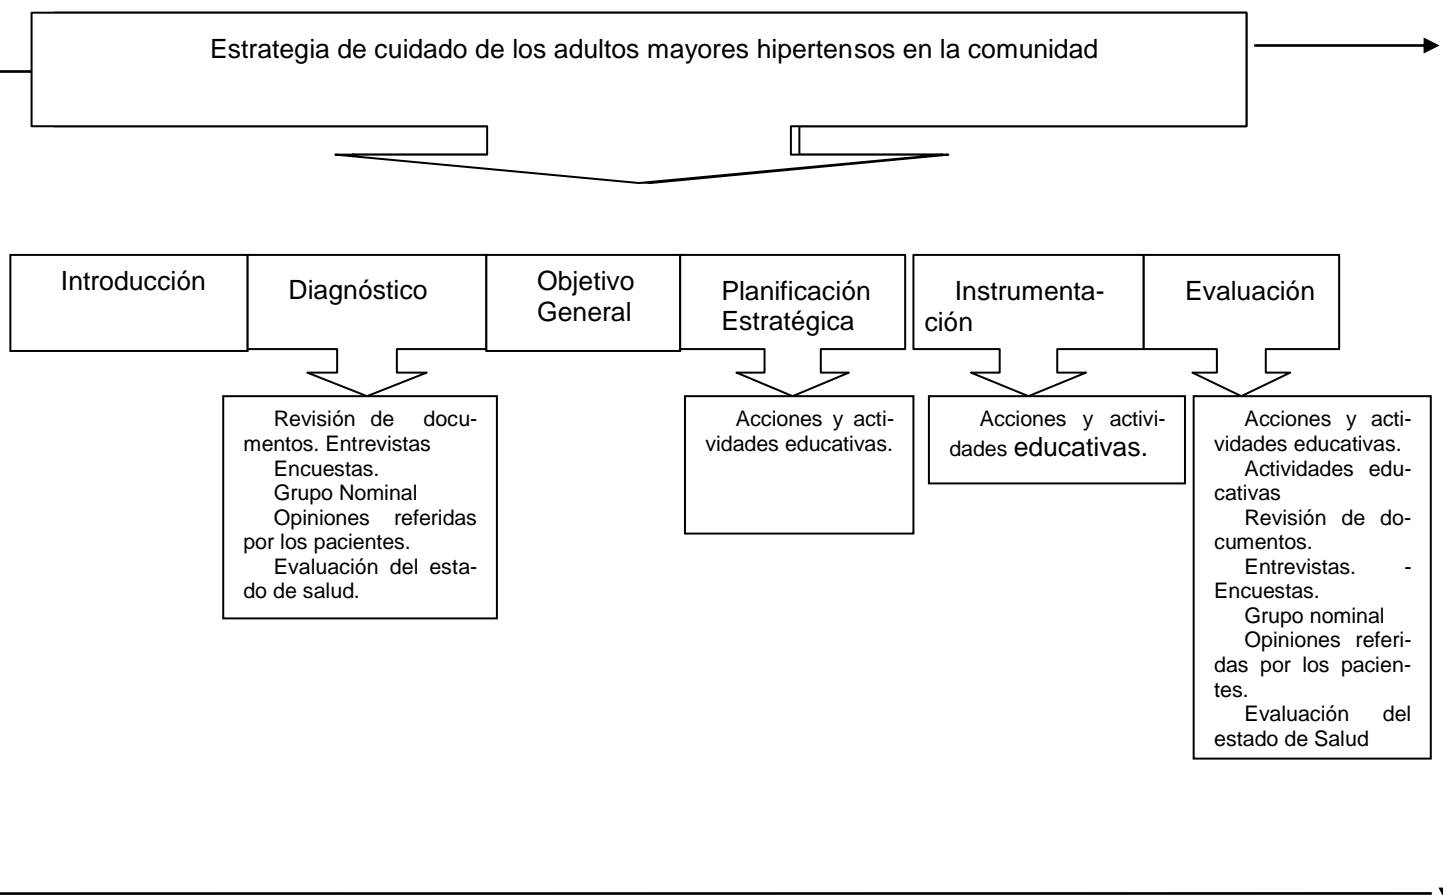 Estrategia de cuidado de los adultos mayores hipertensos en la comunidad
Introducción
Diagnóstico
Objetivo
General
Planificación
Estratégica
Instrumenta-
ción
Evaluación
Revisión de docu-
mentos. Entrevistas
Encuestas.
Grupo Nominal
Opiniones referidas
por los pacientes.
Evaluación del esta-
do de salud.
Acciones y acti-
vidades educativas.
Acciones y activi-
dades educativas.
Acciones y acti-
vidades educativas.
Actividades edu-
cativas
Revisión de do-
cumentos.
Entrevistas. -
Encuestas.
Grupo nominal
Opiniones referi-
das por los pacien-
tes.
Evaluación del
estado de Salud